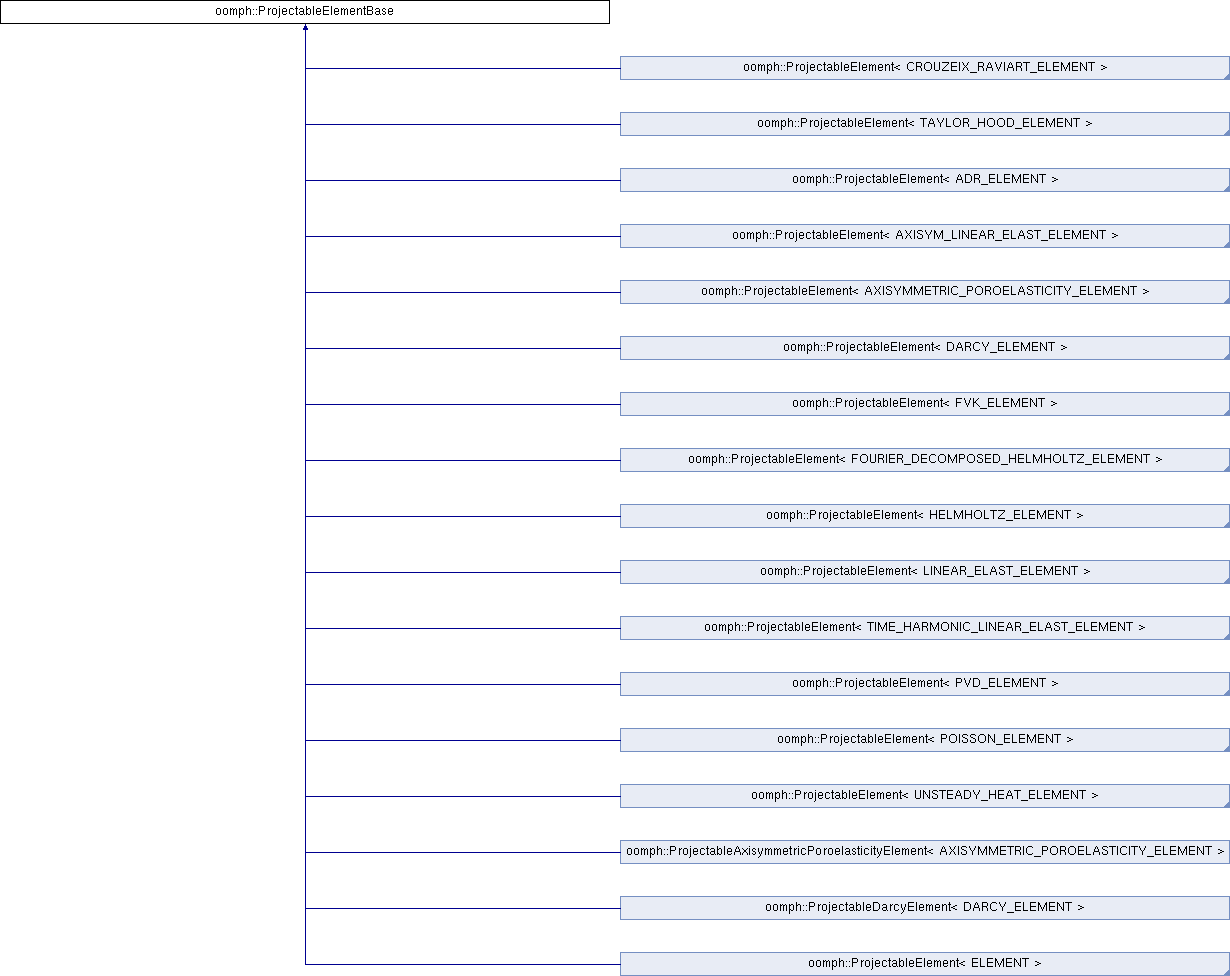 oomph::ProjectableElementBase
oomph::ProjectableElement< CROUZEIX_RAVIART_ELEMENT >
oomph::ProjectableElement< TAYLOR_HOOD_ELEMENT >
oomph::ProjectableElement< ADR_ELEMENT >
oomph::ProjectableElement< AXISYM_LINEAR_ELAST_ELEMENT >
oomph::ProjectableElement< AXISYMMETRIC_POROELASTICITY_ELEMENT >
oomph::ProjectableElement< DARCY_ELEMENT >
oomph::ProjectableElement< FVK_ELEMENT >
oomph::ProjectableElement< FOURIER_DECOMPOSED_HELMHOLTZ_ELEMENT >
oomph::ProjectableElement< HELMHOLTZ_ELEMENT >
oomph::ProjectableElement< LINEAR_ELAST_ELEMENT >
oomph::ProjectableElement< TIME_HARMONIC_LINEAR_ELAST_ELEMENT >
oomph::ProjectableElement< PVD_ELEMENT >
oomph::ProjectableElement< POISSON_ELEMENT >
oomph::ProjectableElement< UNSTEADY_HEAT_ELEMENT >
oomph::ProjectableAxisymmetricPoroelasticityElement< AXISYMMETRIC_POROELASTICITY_ELEMENT >
oomph::ProjectableDarcyElement< DARCY_ELEMENT >
oomph::ProjectableElement< ELEMENT >